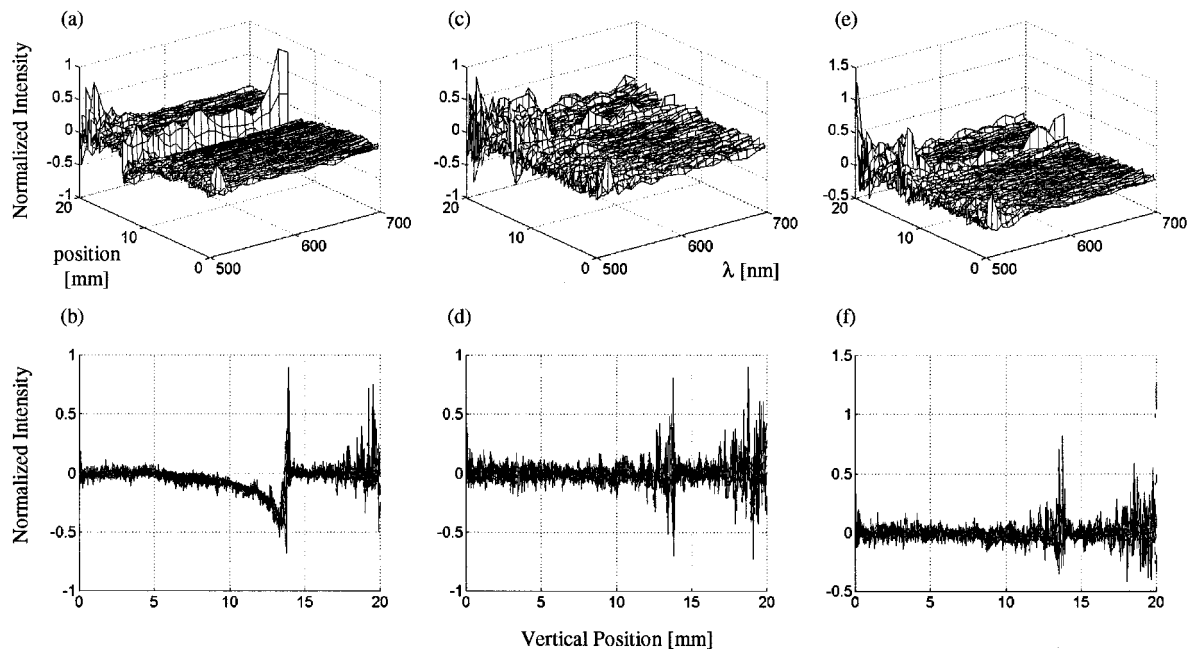 (a) (c) (e)
Normalized Intensity
1 1 1.5
0.5 0.5 1
0 0 0.5
-0.5 -0.5 0
-1 -1 -0.5
20 20 20
700 700 700
10 10 10
600 600 600
position
[mm]
0 500 0 500 0 500
λ [nm]
(b) (d) (f)
Normalized Intensity
1 1 1.5
0.5 0.5 1
0 0 0.5
-0.5 -0.5 0
-1 -1 -0.5
0 5 10 15 20 0 5 10 15 20 0 5 10 15 20
Vertical Position [mm]